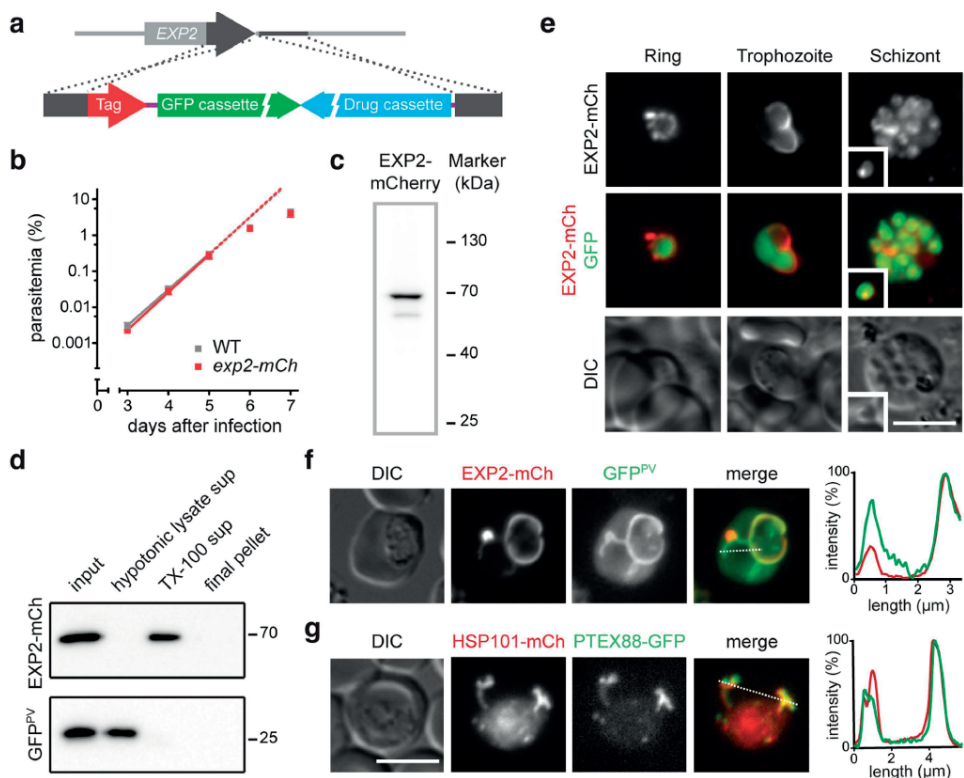 a
EXP2
Tag
GFP cassette
Drug cassette
b
parasitemia (%)
10
1
0.1
0.01
0.001
WT
exp2-mCh
0 3 4 5 6 7
days after infection
c
EXP2-
mCherry
Marker
(kDa)
130
70
40
25
d
input
hypotonic lysate sup
TX-100 sup
final pellet
EXP2-mCh
70
GFPPV
25
e
Ring Trophozoite Schizont
EXP2-mCh
EXP2-mCh
GFP
DIC
f
DIC EXP2-mCh GFPPV merge
intensity (%)
100
0
0 1 2 3
length (µm)
g
DIC HSP101-mCh PTEX88-GFP merge
intensity (%)
100
0
0 2 4
length (µm)